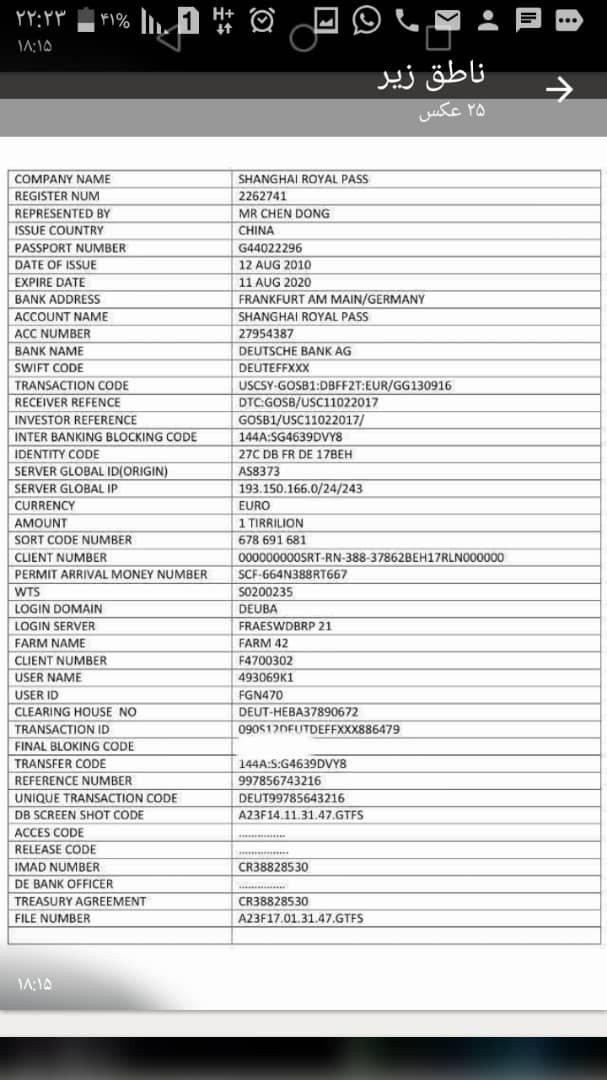 ۲۲:۲۳ ۴۱% 1 H+
۱۸:۱۵
ناطق زیر
۲۵ عکس
COMPANY NAME SHANGHAI ROYAL PASS
REGISTER NUM 2262741
REPRESENTED BY MR CHEN DONG
ISSUE COUNTRY CHINA
PASSPORT NUMBER G44022296
DATE OF ISSUE 12 AUG 2010
EXPIRE DATE 11 AUG 2020
BANK ADDRESS FRANKFURT AM MAIN/GERMANY
ACCOUNT NAME SHANGHAI ROYAL PASS
ACC NUMBER 27954387
BANK NAME DEUTSCHE BANK AG
SWIFT CODE DEUTEFFXXX
TRANSACTION CODE USCSY-GOSB1:DBFF2T:EUR/GG130916
RECEIVER REFENCE DTC:GOSB/USC11022017
INVESTOR REFERENCE GOSB1/USC11022017/
INTER BANKING BLOCKING CODE 144A:SG4639DVY8
IDENTITY CODE 27C DB FR DE 17BEH
SERVER GLOBAL ID(ORIGIN) AS8373
SERVER GLOBAL IP 193.150.166.0/24/243
CURRENCY EURO
AMOUNT 1 TIRRILION
SORT CODE NUMBER 678 691 681
CLIENT NUMBER 000000000SRT-RN-388-37862BEH17RLN000000
PERMIT ARRIVAL MONEY NUMBER SCF-664N388RT667
WTS S0200235
LOGIN DOMAIN DEUBA
LOGIN SERVER FRAESWDBRP 21
FARM NAME FARM 42
CLIENT NUMBER F4700302
USER NAME 493069K1
USER ID FGN470
CLEARING HOUSE NO DEUT-HEBA37890672
TRANSACTION ID 090512DEUTDEFFXXX886479
FINAL BLOKING CODE
TRANSFER CODE 144A:S:G4639DVY8
REFERENCE NUMBER 997856743216
UNIQUE TRANSACTION CODE DEUT99785643216
DB SCREEN SHOT CODE A23F14.11.31.47.GTFS
ACCES CODE ...............
RELEASE CODE ................
IMAD NUMBER CR38828530
DE BANK OFFICER ...............
TREASURY AGREEMENT CR38828530
FILE NUMBER A23F17.01.31.47.GTFS
۱۸:۱۵